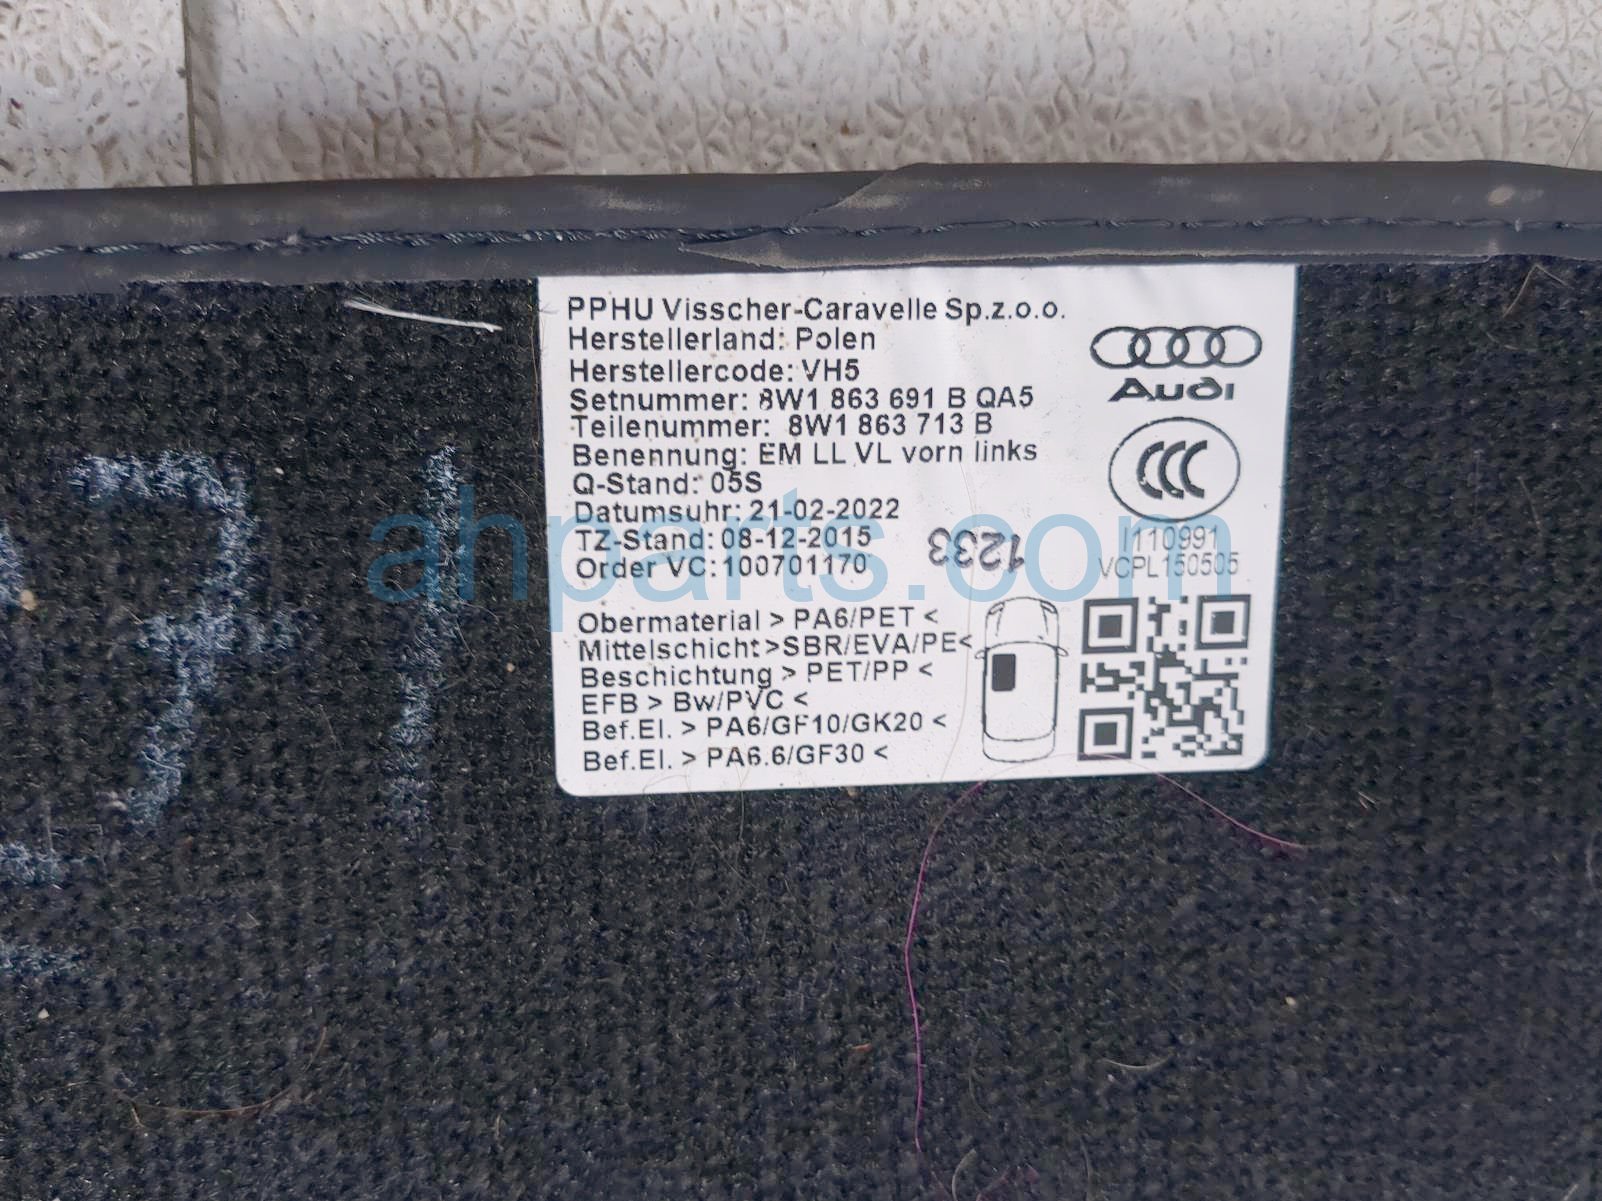 PPHU Visscher-Caravelle Sp.z.o.o.
Herstellerland: Polen
Herstellercode: VH5
Setnummer: 8W1 863 691 B QA5
Teilenummer: 8W1 863 713 B
Benennung: EM LL VL vorn links
Q-Stand: 05S
Datumsuhr: 21-02-2022
TZ-Stand: 08-12-2015
Order VC: 100701170
1233
Audi
CCC
I110991
VCPL150505
Obermaterial > PA6/PET <
Mittelschicht >SBR/EVA/PE<
Beschichtung > PET/PP <
EFB > Bw/PVC <
Bef.El. > PA6/GF10/GK20 <
Bef.El. > PA6.6/GF30 <
71
ahparts.com